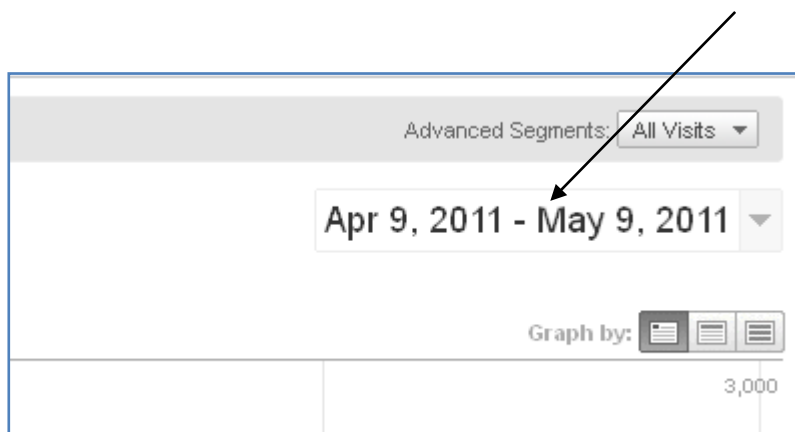 Advanced Segments: All Visits
Apr 9, 2011 - May 9, 2011
Graph by:
3,000